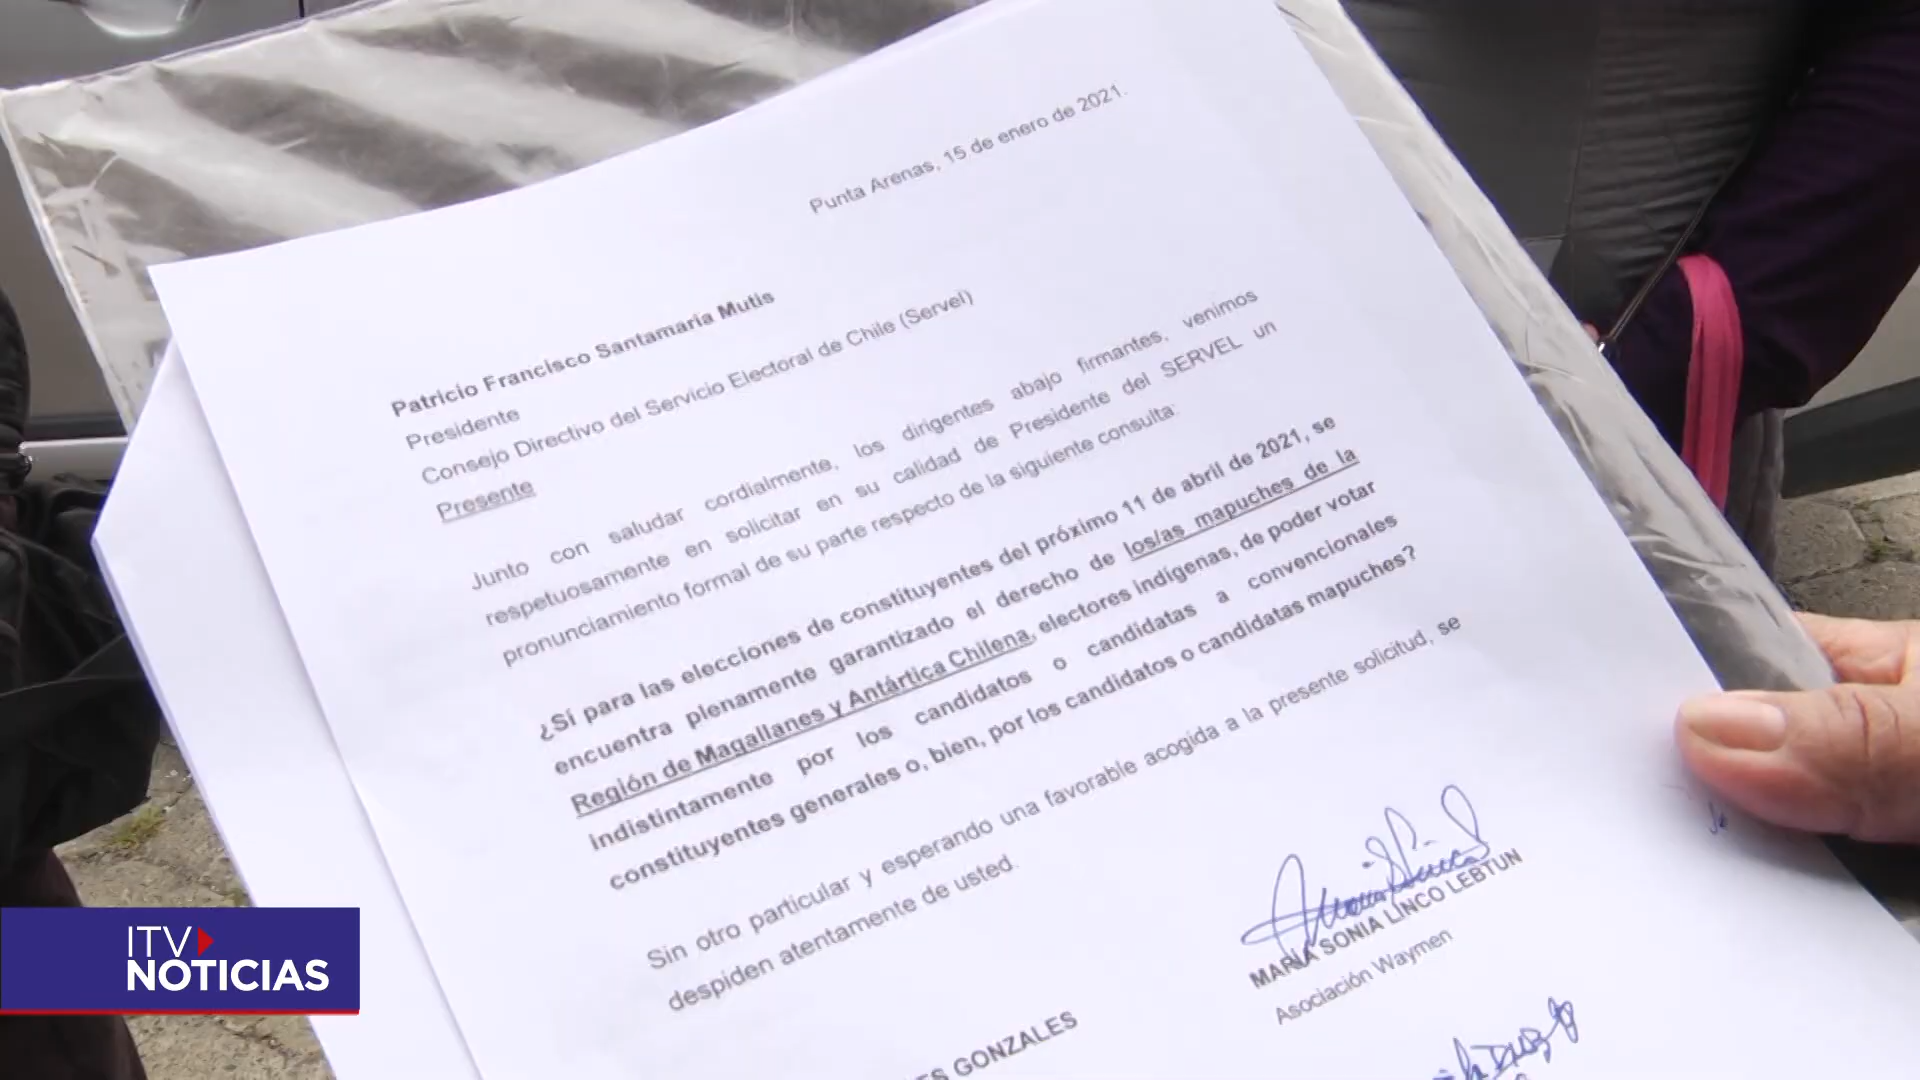 Punta Arenas, 15 de enero de 2021.
Patricio Francisco Santamaría Mutis
Presidente
Consejo Directivo del Servicio Electoral de Chile (Servel)
Presente
Junto con saludar cordialmente, los dirigentes abajo firmantes, venimos
respetuosamente en solicitar en su calidad de Presidente del SERVEL un
pronunciamiento formal de su parte respecto de la siguiente consulta:
¿Sí para las elecciones de constituyentes del próximo 11 de abril de 2021, se
encuentra plenamente garantizado el derecho de los/as mapuches de la
Región de Magallanes y Antártica Chilena, electores indígenas, de poder votar
indistintamente por los candidatos o candidatas a convencionales
constituyentes generales o, bien, por los candidatos o candidatas mapuches?
Sin otro particular y esperando una favorable acogida a la presente solicitud, se
despiden atentamente de usted.
MARIA SONIA LINCO LEBTUN
Asociación Waymen
GONZALES
ITV
NOTICIAS